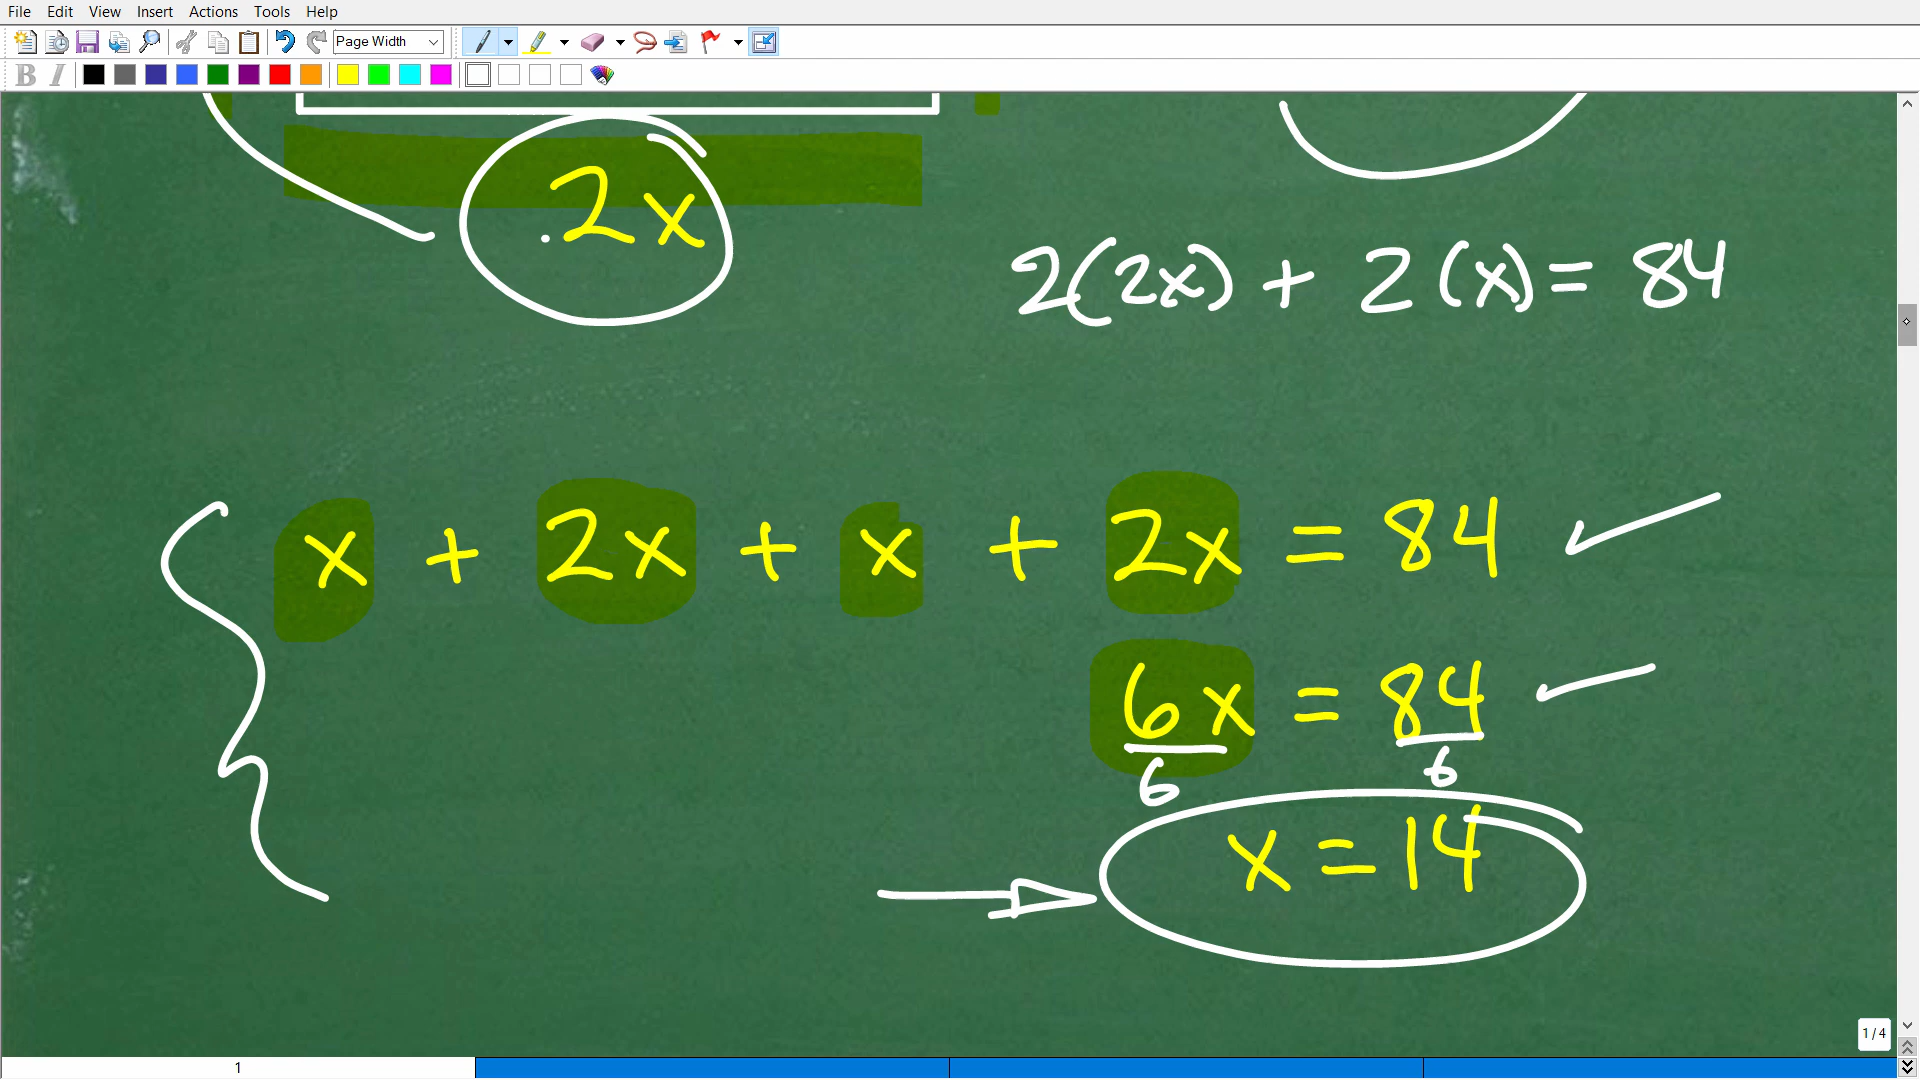 File Edit View Insert Actions Tools Help
Page Width
B I
.2x
2(2x) + 2(x) = 84
x + 2x + x + 2x = 84
6x = 84
6 6
x = 14
1 / 4
1